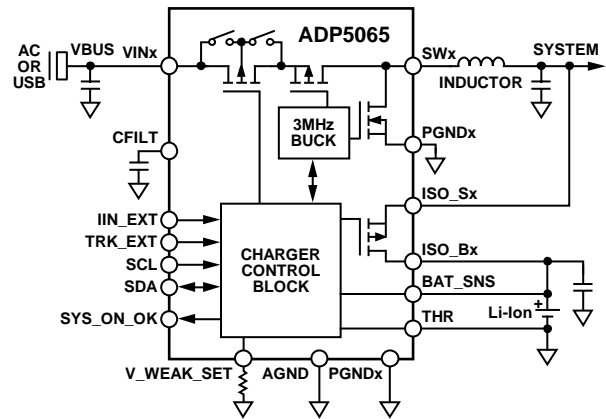 ADP5065
AC
OR
USB
VBUS
VINx
SWx
SYSTEM
INDUCTOR
3MHz
BUCK
PGNDx
CFILT
ISO_Sx
IIN_EXT
TRK_EXT
SCL
SDA
SYS_ON_OK
CHARGER
CONTROL
BLOCK
ISO_Bx
BAT_SNS
Li-Ion
+
THR
V_WEAK_SET
AGND
PGNDx